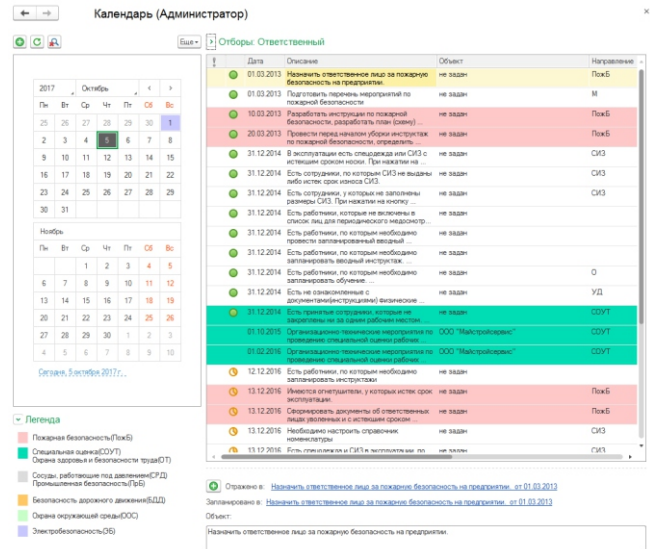 Календарь (Администратор)
Еще
Отборы: Ответственный
2017 Октябрь
Пн Вт Ср Чт Пт Сб Вс
25 26 27 28 29 30 1
2 3 4 5 6 7 8
9 10 11 12 13 14 15
16 17 18 19 20 21 22
23 24 25 26 27 28 29
30 31
Ноябрь
Пн Вт Ср Чт Пт Сб Вс
1 2 3 4 5
6 7 8 9 10 11 12
13 14 15 16 17 18 19
20 21 22 23 24 25 26
27 28 29 30 1 2 3
4 5 6 7 8 9 10
Сегодня, 5 октября 2017 г.
Легенда
Пожарная безопасность(ПожБ)
Специальная оценка(СОУТ)
Охрана здоровья и безопасности труда(ОТ)
Сосуды, работающие под давлением(СРД)
Промышленная безопасность(ПрБ)
Безопасность дорожного движения(БДД)
Охрана окружающей среды(ООС)
Электробезопасность(ЭБ)
Дата Описание Объект Направление
01.03.2013 Назначить ответственное лицо за пожарную не задан ПожБ
безопасность на предприятии.
01.03.2013 Подготовить перечень мероприятий по не задан М
пожарной безопасности
10.03.2013 Разработать инструкции по пожарной не задан ПожБ
безопасности, разработать план (схему) ...
20.03.2013 Провести перед началом уборки инструктаж не задан ПожБ
по пожарной безопасности, определить ...
31.12.2014 В эксплуатации есть спецодежда или СИЗ с не задан СИЗ
истекшим сроком носки. При нажатии на ...
31.12.2014 Есть сотрудники, по которым СИЗ не выданы не задан СИЗ
либо истек срок износа СИЗ.
31.12.2014 Есть сотрудники, у которых не заполнены не задан СИЗ
размеры СИЗ. При нажатии на кнопку ...
31.12.2014 Есть работники, которые не включены в не задан
список лиц для периодического медосмотр...
31.12.2014 Есть работники, по которым необходимо не задан
провести запланированный вводный ...
31.12.2014 Есть работники, по которым необходимо не задан
запланировать вводный инструктаж. ...
31.12.2014 Есть работники, по которым необходимо не задан О
запланировать обучение. ...
31.12.2014 Есть не ознакомленные с не задан УД
документами(инструкциями) физические ...
31.12.2014 Есть принятые сотрудники, которые не не задан СОУТ
закреплены ни за одним рабочим местом. ...
01.10.2015 Организационно-технические мероприятия по ООО "Майстройсервис" СОУТ
проведению специальной оценки рабочих ...
01.02.2016 Организационно-технические мероприятия по ООО "Майстройсервис" СОУТ
проведению специальной оценки рабочих ...
12.12.2016 Есть работники, по которым необходимо не задан
запланировать инструктажи
13.12.2016 Имеются огнетушители, у которых истек срок не задан ПожБ
эксплуатации.
13.12.2016 Сформировать документы об ответственных не задан ПожБ
лицах уволенных и с истекшим сроком ...
13.12.2016 Необходимо настроить справочник не задан СИЗ
номенклатуры
13.12.2016 Есть спецодежда и СИЗ в эксплуатации, по не задан СИЗ
Отражено в: Назначить ответственное лицо за пожарную безопасность на предприятии. от 01.03.2013
Запланировано в: Назначить ответственное лицо за пожарную безопасность на предприятии. от 01.03.2013
Объект:
Назначить ответственное лицо за пожарную безопасность на предприятии.